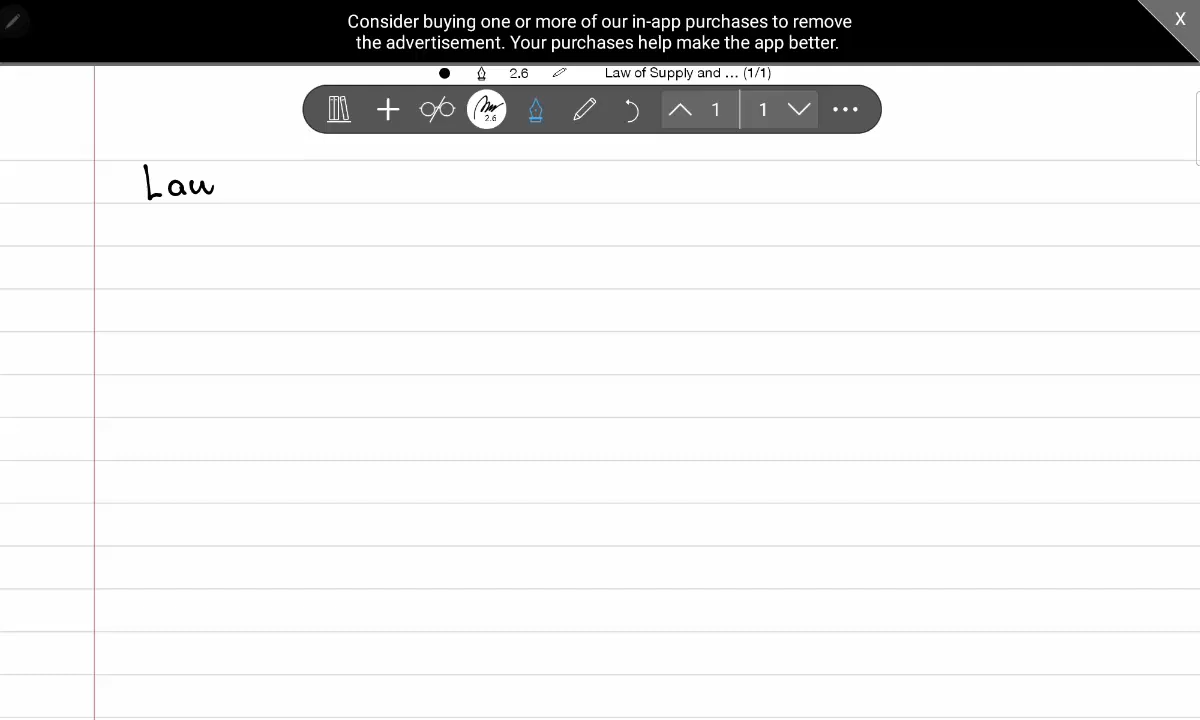 Consider buying one or more of our in-app purchases to remove
the advertisement. Your purchases help make the app better.
X
2.6 Law of Supply and ... (1/1)
2.6 1 1
Law